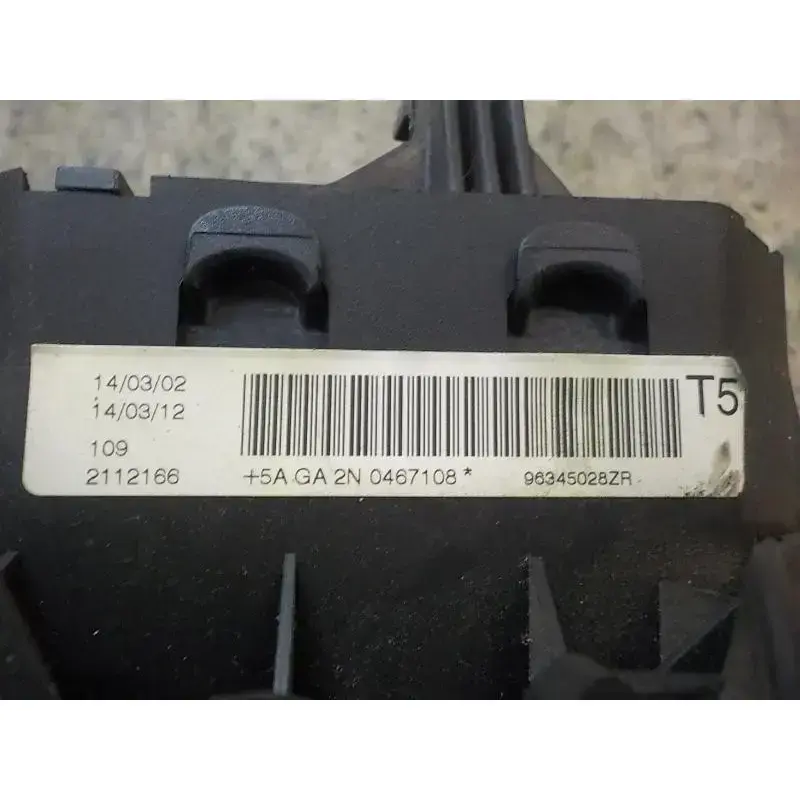 14/03/02
14/03/12
109
2112166
T5
+5A GA 2N 0467108 *
96345028ZR